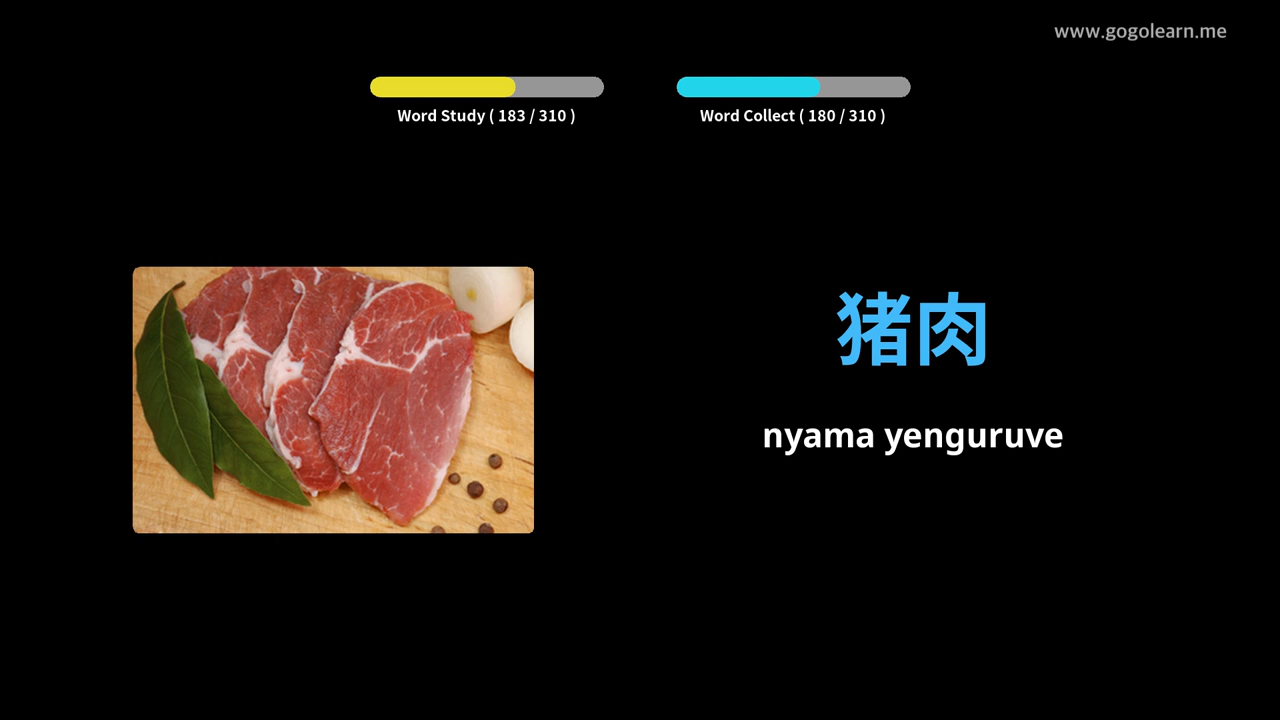 www.gogolearn.me
Word Study ( 183 / 310 )
Word Collect ( 180 / 310 )
猪肉
nyama yenguruve